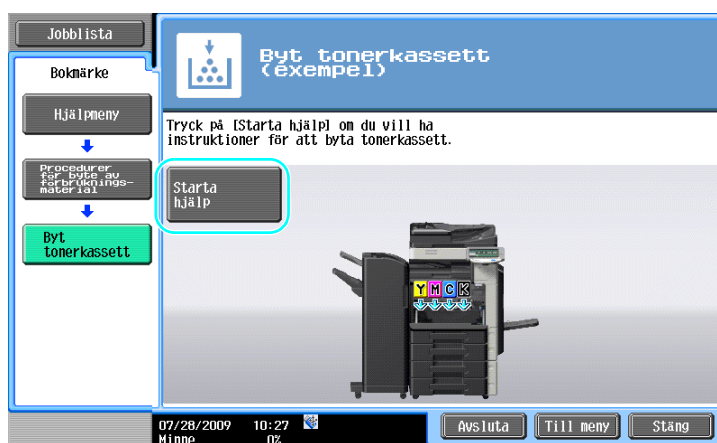 Jobblista
Bokmärke
Hjälpmeny
Procedurer
för byte av
förbruknings-
material
Byt
tonerkassett
Byt tonerkassett
(exempel)
Tryck på [Starta hjälp] om du vill ha
instruktioner för att byta tonerkassett.
Starta
hjälp
Y M C K
07/28/2009 10:27
Minne 0%
Avsluta
Till meny
Stäng